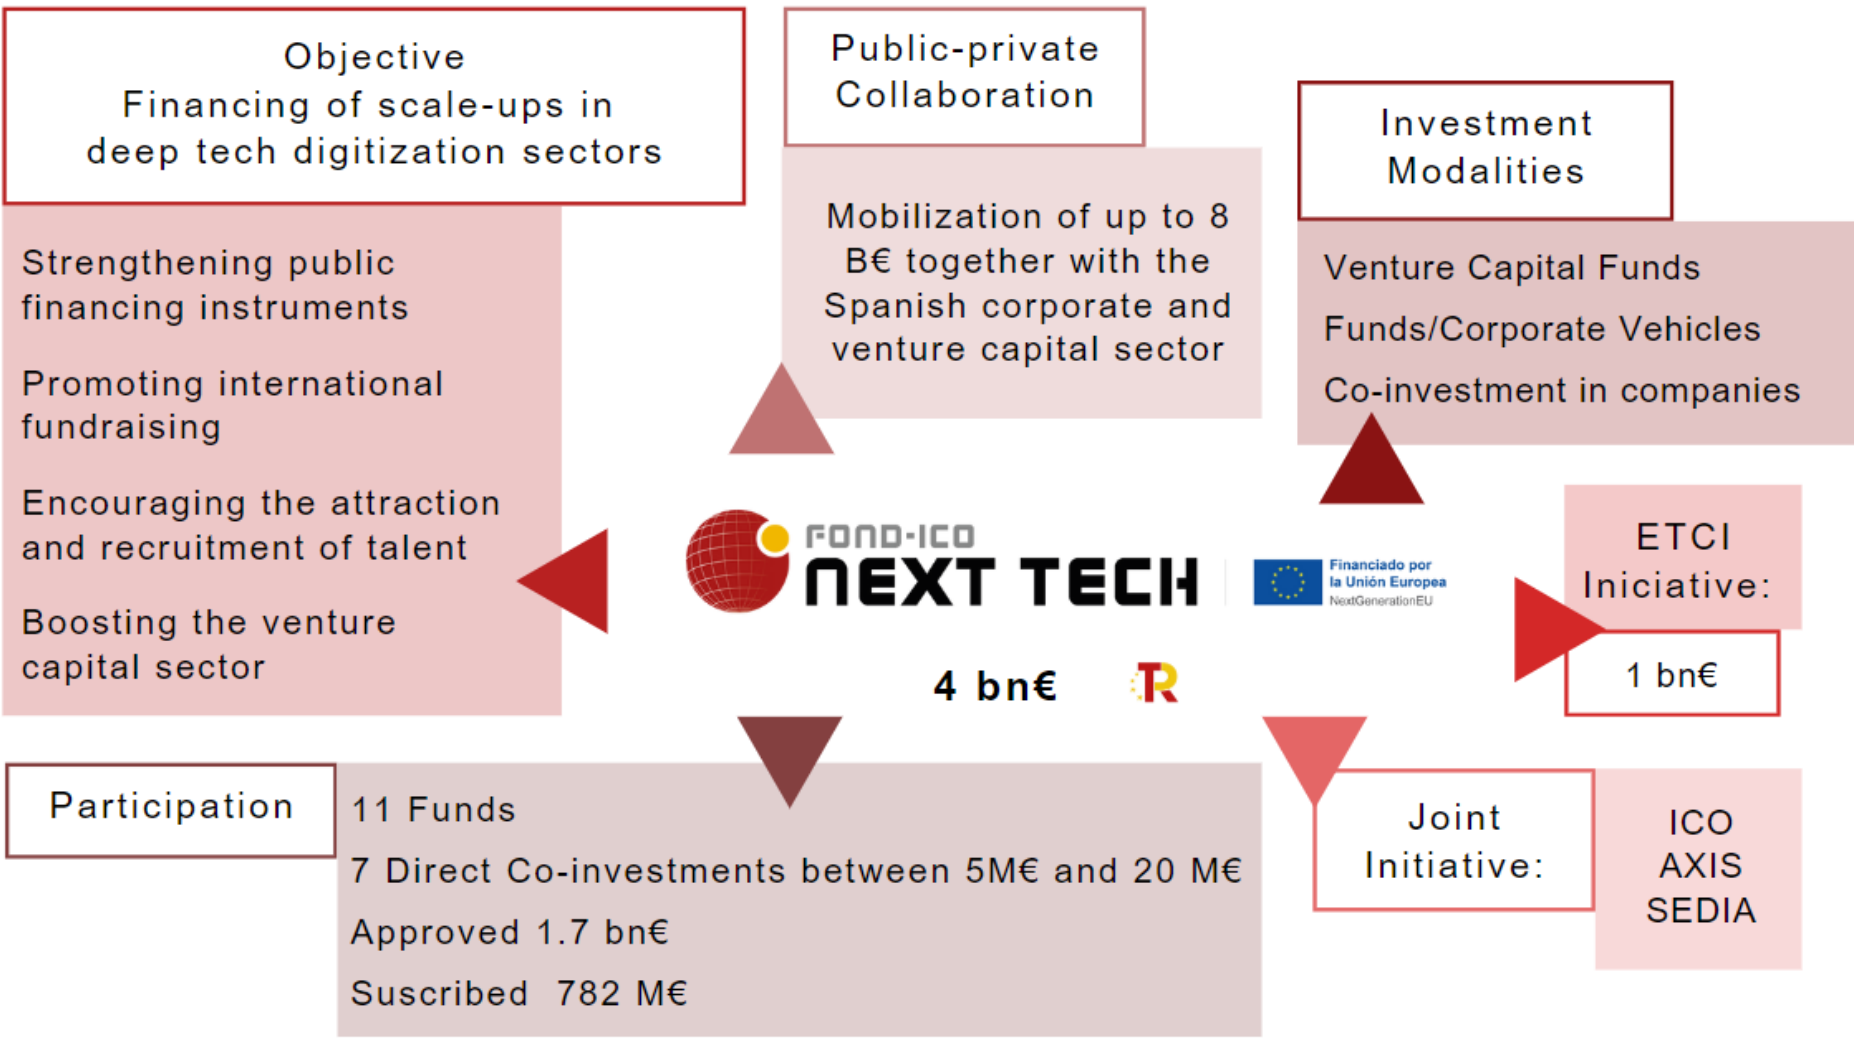 Objective
Financing of scale-ups in
deep tech digitization sectors
Strengthening public
financing instruments
Promoting international
fundraising
Encouraging the attraction
and recruitment of talent
Boosting the venture
capital sector
Public-private
Collaboration
Mobilization of up to 8
B€ together with the
Spanish corporate and
venture capital sector
Investment
Modalities
Venture Capital Funds
Funds/Corporate Vehicles
Co-investment in companies
FOND-ICO
NEXT TECH
Financiado por
la Unión Europea
NextGenerationEU
4 bn€
TR
ETCI
Iniciative:
1 bn€
Participation
11 Funds
7 Direct Co-investments between 5M€ and 20 M€
Approved 1.7 bn€
Suscribed 782 M€
Joint
Initiative:
ICO
AXIS
SEDIA